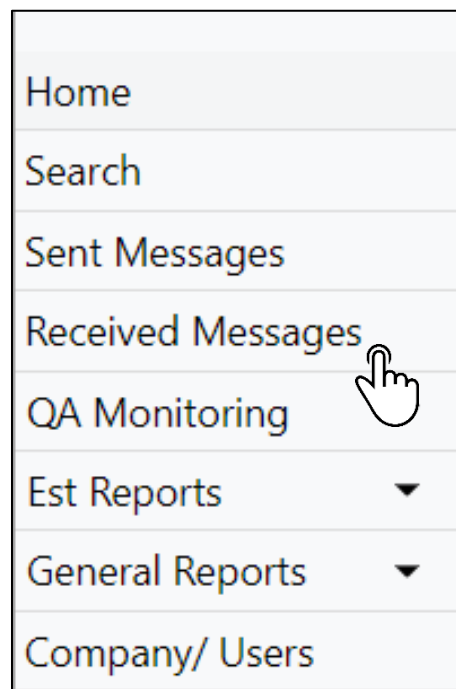 Home
Search
Sent Messages
Received Messages
QA Monitoring
Est Reports
General Reports
Company/ Users